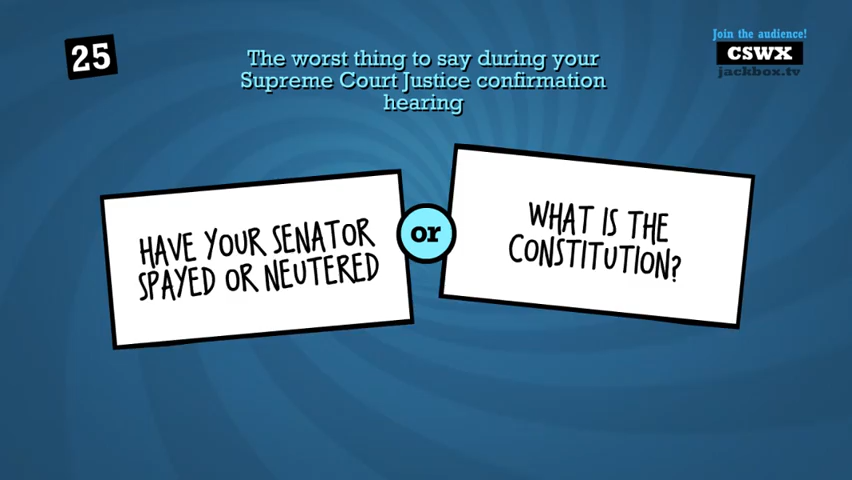 25
The worst thing to say during your
Supreme Court Justice confirmation
hearing
Join the audience!
CSWX
jackbox.tv
HAVE YOUR SENATOR
SPAYED OR NEUTERED
or
WHAT IS THE
CONSTITUTION?